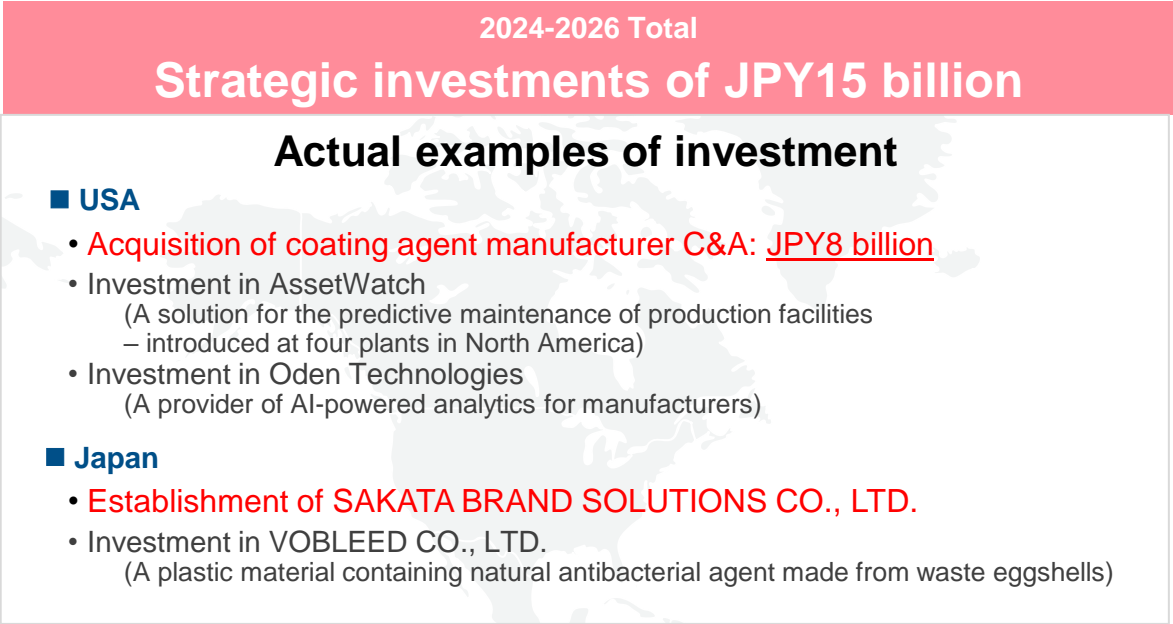 2024-2026 Total
Strategic investments of JPY15 billion
Actual examples of investment
■ USA
• Acquisition of coating agent manufacturer C&A: JPY8 billion
• Investment in AssetWatch
(A solution for the predictive maintenance of production facilities
– introduced at four plants in North America)
• Investment in Oden Technologies
(A provider of AI-powered analytics for manufacturers)
■ Japan
• Establishment of SAKATA BRAND SOLUTIONS CO., LTD.
• Investment in VOBLEED CO., LTD.
(A plastic material containing natural antibacterial agent made from waste eggshells)